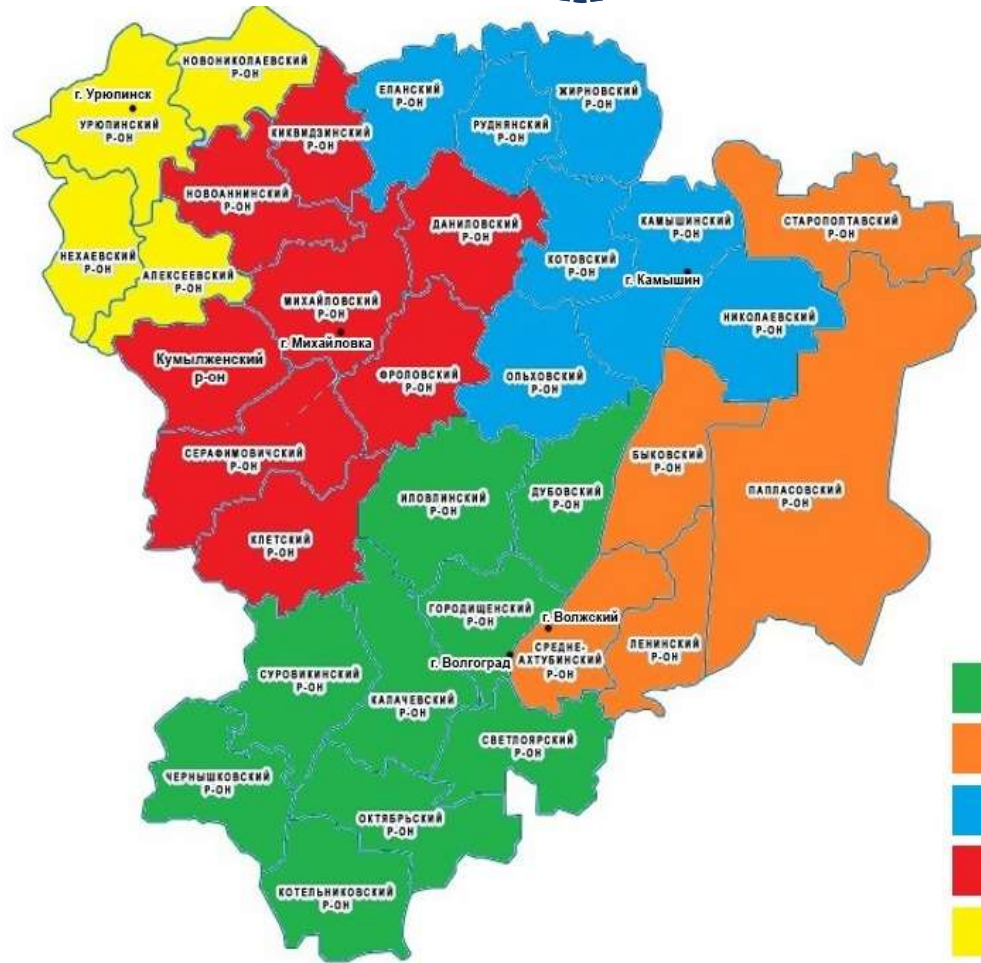 НОВОНИКОЛАЕВСКИЙ
Р-ОН
г. Урюпинск
УРЮПИНСКИЙ
Р-ОН
ЕЛАНСКИЙ
Р-ОН
ЖИРНОВСКИЙ
Р-ОН
РУДНЯНСКИЙ
Р-ОН
КИКВИДЗИНСКИЙ
Р-ОН
НОВОАННИНСКИЙ
Р-ОН
ДАНИЛОВСКИЙ
Р-ОН
КАМЫШИНСКИЙ
Р-ОН
СТАРОПОЛТАВСКИЙ
Р-ОН
НЕХАЕВСКИЙ
Р-ОН
АЛЕКСЕЕВСКИЙ
Р-ОН
КОТОВСКИЙ
Р-ОН
г. Камышин
МИХАЙЛОВСКИЙ
Р-ОН
г. Михайловка
НИКОЛАЕВСКИЙ
Р-ОН
Кумылженский
р-он
ФРОЛОВСКИЙ
Р-ОН
ОЛЬХОВСКИЙ
Р-ОН
СЕРАФИМОВИЧСКИЙ
Р-ОН
БЫКОВСКИЙ
Р-ОН
ИЛОВЛИНСКИЙ
Р-ОН
ДУБОВСКИЙ
Р-ОН
ПАПЛАСОВСКИЙ
Р-ОН
КЛЕТСКИЙ
Р-ОН
ГОРОДИЩЕНСКИЙ
Р-ОН
г. Волжский
г. Волгоград
СРЕДНЕ-
АХТУБИНСКИЙ
Р-ОН
ЛЕНИНСКИЙ
Р-ОН
СУРОВИКИНСКИЙ
Р-ОН
КАЛАЧЕВСКИЙ
Р-ОН
СВЕТЛОЯРСКИЙ
Р-ОН
ЧЕРНЫШКОВСКИЙ
Р-ОН
ОКТЯБРЬСКИЙ
Р-ОН
КОТЕЛЬНИКОВСКИЙ
Р-ОН